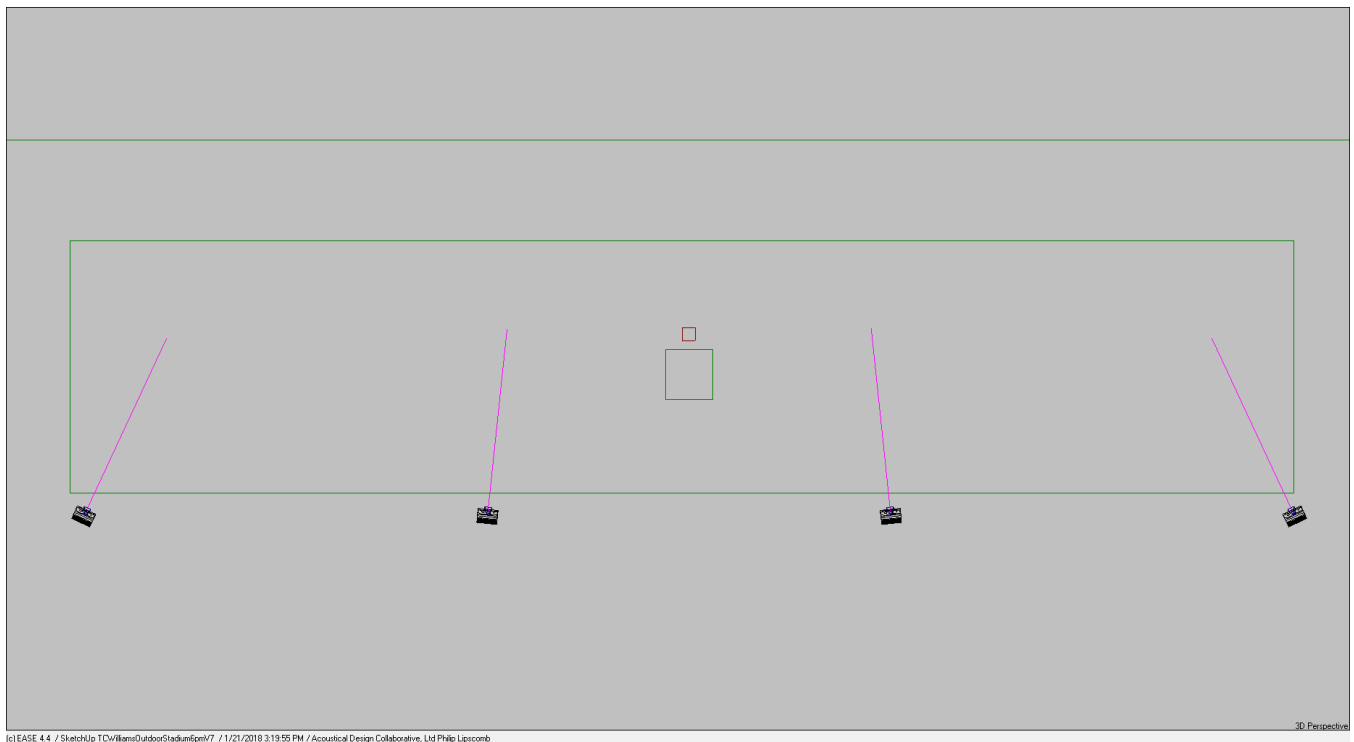 3D Perspective
(c) EASE 4.4 / SketchUp TCWilliamsOutdoorStadium6pmV7 / 1/21/2018 3:19:55 PM / Acoustical Design Collaborative, Ltd Philip Lipscomb